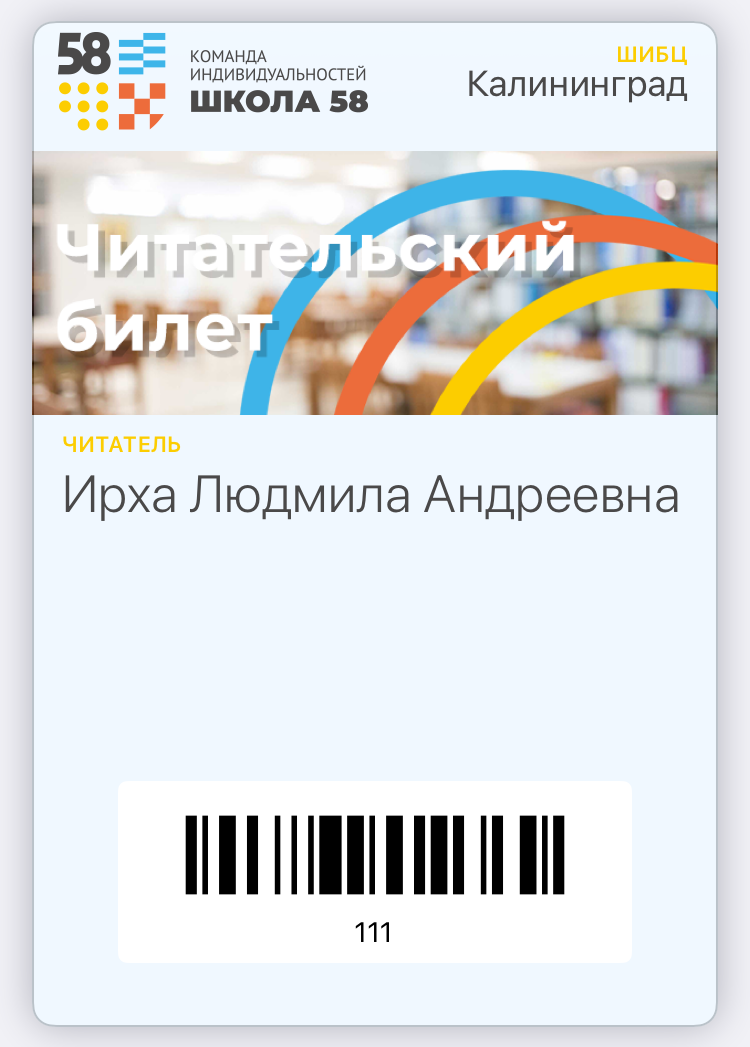 58
КОМАНДА
ИНДИВИДУАЛЬНОСТЕЙ
ШКОЛА 58
ШИБЦ
Калининград
Читательский
билет
ЧИТАТЕЛЬ
Ирха Людмила Андреевна
111